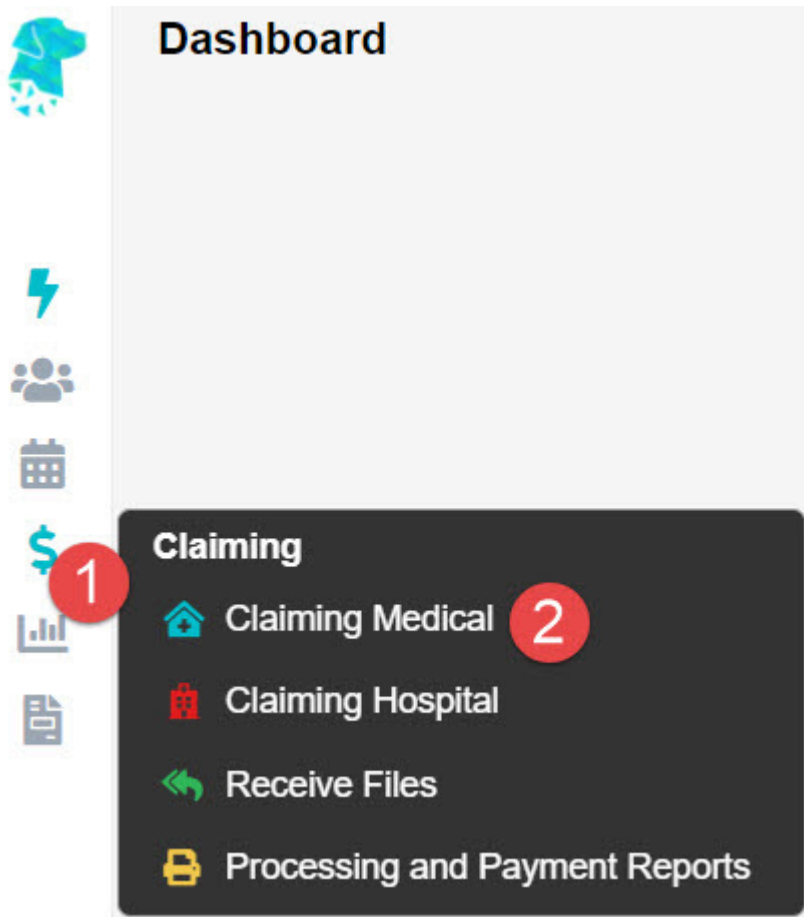 Dashboard
$
1
Claiming
Claiming Medical
2
Claiming Hospital
Receive Files
Processing and Payment Reports